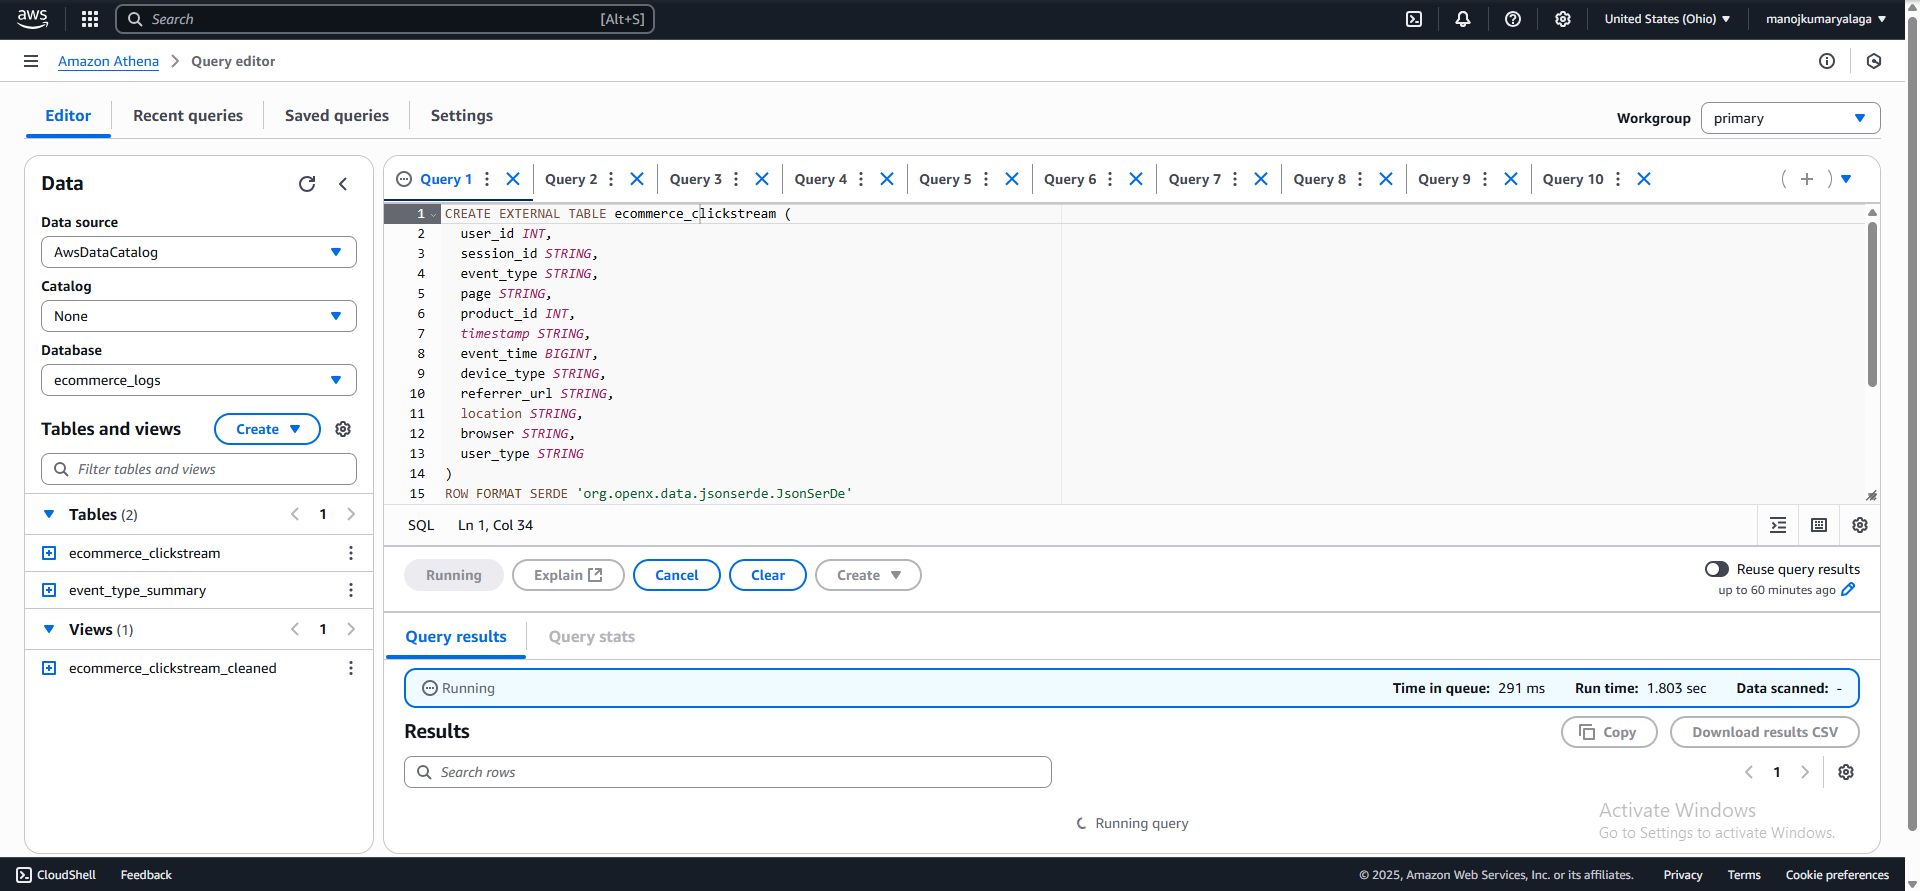 aws
Search [Alt+S]
United States (Ohio)
manojkumaryalaga
Amazon Athena
Query editor
Editor
Recent queries
Saved queries
Settings
Workgroup
primary
Data
Data source
AwsDataCatalog
Catalog
None
Database
ecommerce_logs
Tables and views
Create
Filter tables and views
Tables (2)
1
ecommerce_clickstream
event_type_summary
Views (1)
1
ecommerce_clickstream_cleaned
Query 1
Query 2
Query 3
Query 4
Query 5
Query 6
Query 7
Query 8
Query 9
Query 10
1 CREATE EXTERNAL TABLE ecommerce_clickstream (
2 user_id INT,
3 session_id STRING,
4 event_type STRING,
5 page STRING,
6 product_id INT,
7 timestamp STRING,
8 event_time BIGINT,
9 device_type STRING,
10 referrer_url STRING,
11 location STRING,
12 browser STRING,
13 user_type STRING
14 )
15 ROW FORMAT SERDE 'org.openx.data.jsonserde.JsonSerDe'
SQL Ln 1, Col 34
Running
Explain
Cancel
Clear
Create
Reuse query results
up to 60 minutes ago
Query results
Query stats
Running
Time in queue: 291 ms
Run time: 1.803 sec
Data scanned: -
Results
Copy
Download results CSV
Search rows
1
Running query
Activate Windows
Go to Settings to activate Windows.
CloudShell
Feedback
© 2025, Amazon Web Services, Inc. or its affiliates.
Privacy
Terms
Cookie preferences